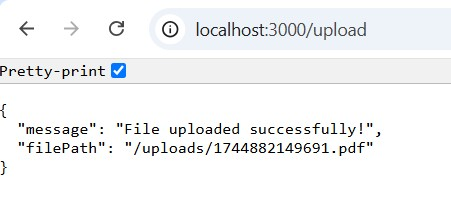 localhost:3000/upload
Pretty-print
{
  "message": "File uploaded successfully!",
  "filePath": "/uploads/1744882149691.pdf"
}